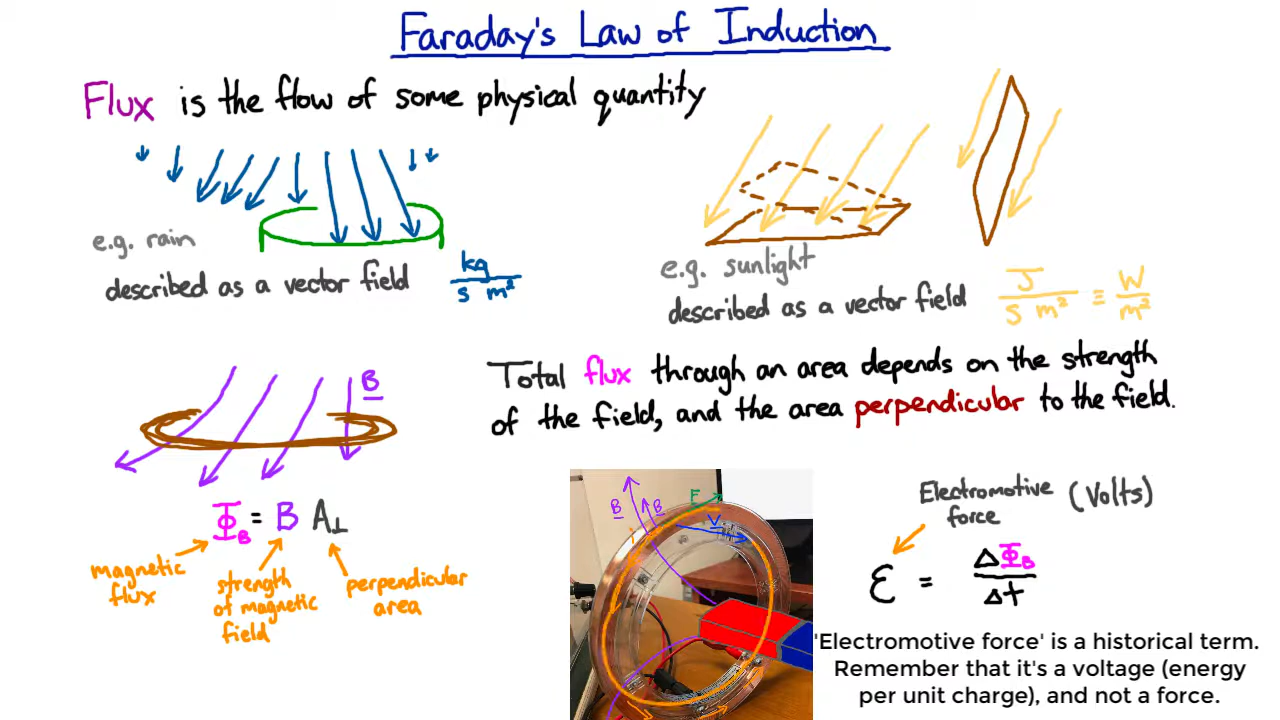 Faraday's Law of Induction
Flux is the flow of some physical quantity
e.g. rain
described as a vector field
kg
s m²
e.g. sunlight
described as a vector field
J
s m²
≡
W
m²
Total flux through an area depends on the strength
of the field, and the area perpendicular to the field.
B
Φ_B = B A⊥
magnetic
flux
strength
of magnetic
field
perpendicular
area
B
B
F
v
i
Electromotive
force
(Volts)
ε = ΔΦ_B
Δt
'Electromotive force' is a historical term.
Remember that it's a voltage (energy
per unit charge), and not a force.